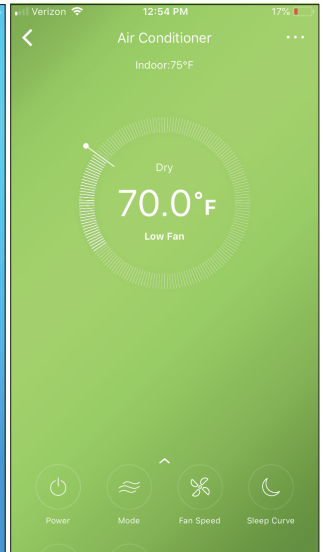 Verizon 12:54 PM 17%
Air Conditioner
Indoor:75°F
Dry
70.0°F
Low Fan
Power Mode Fan Speed Sleep Curve